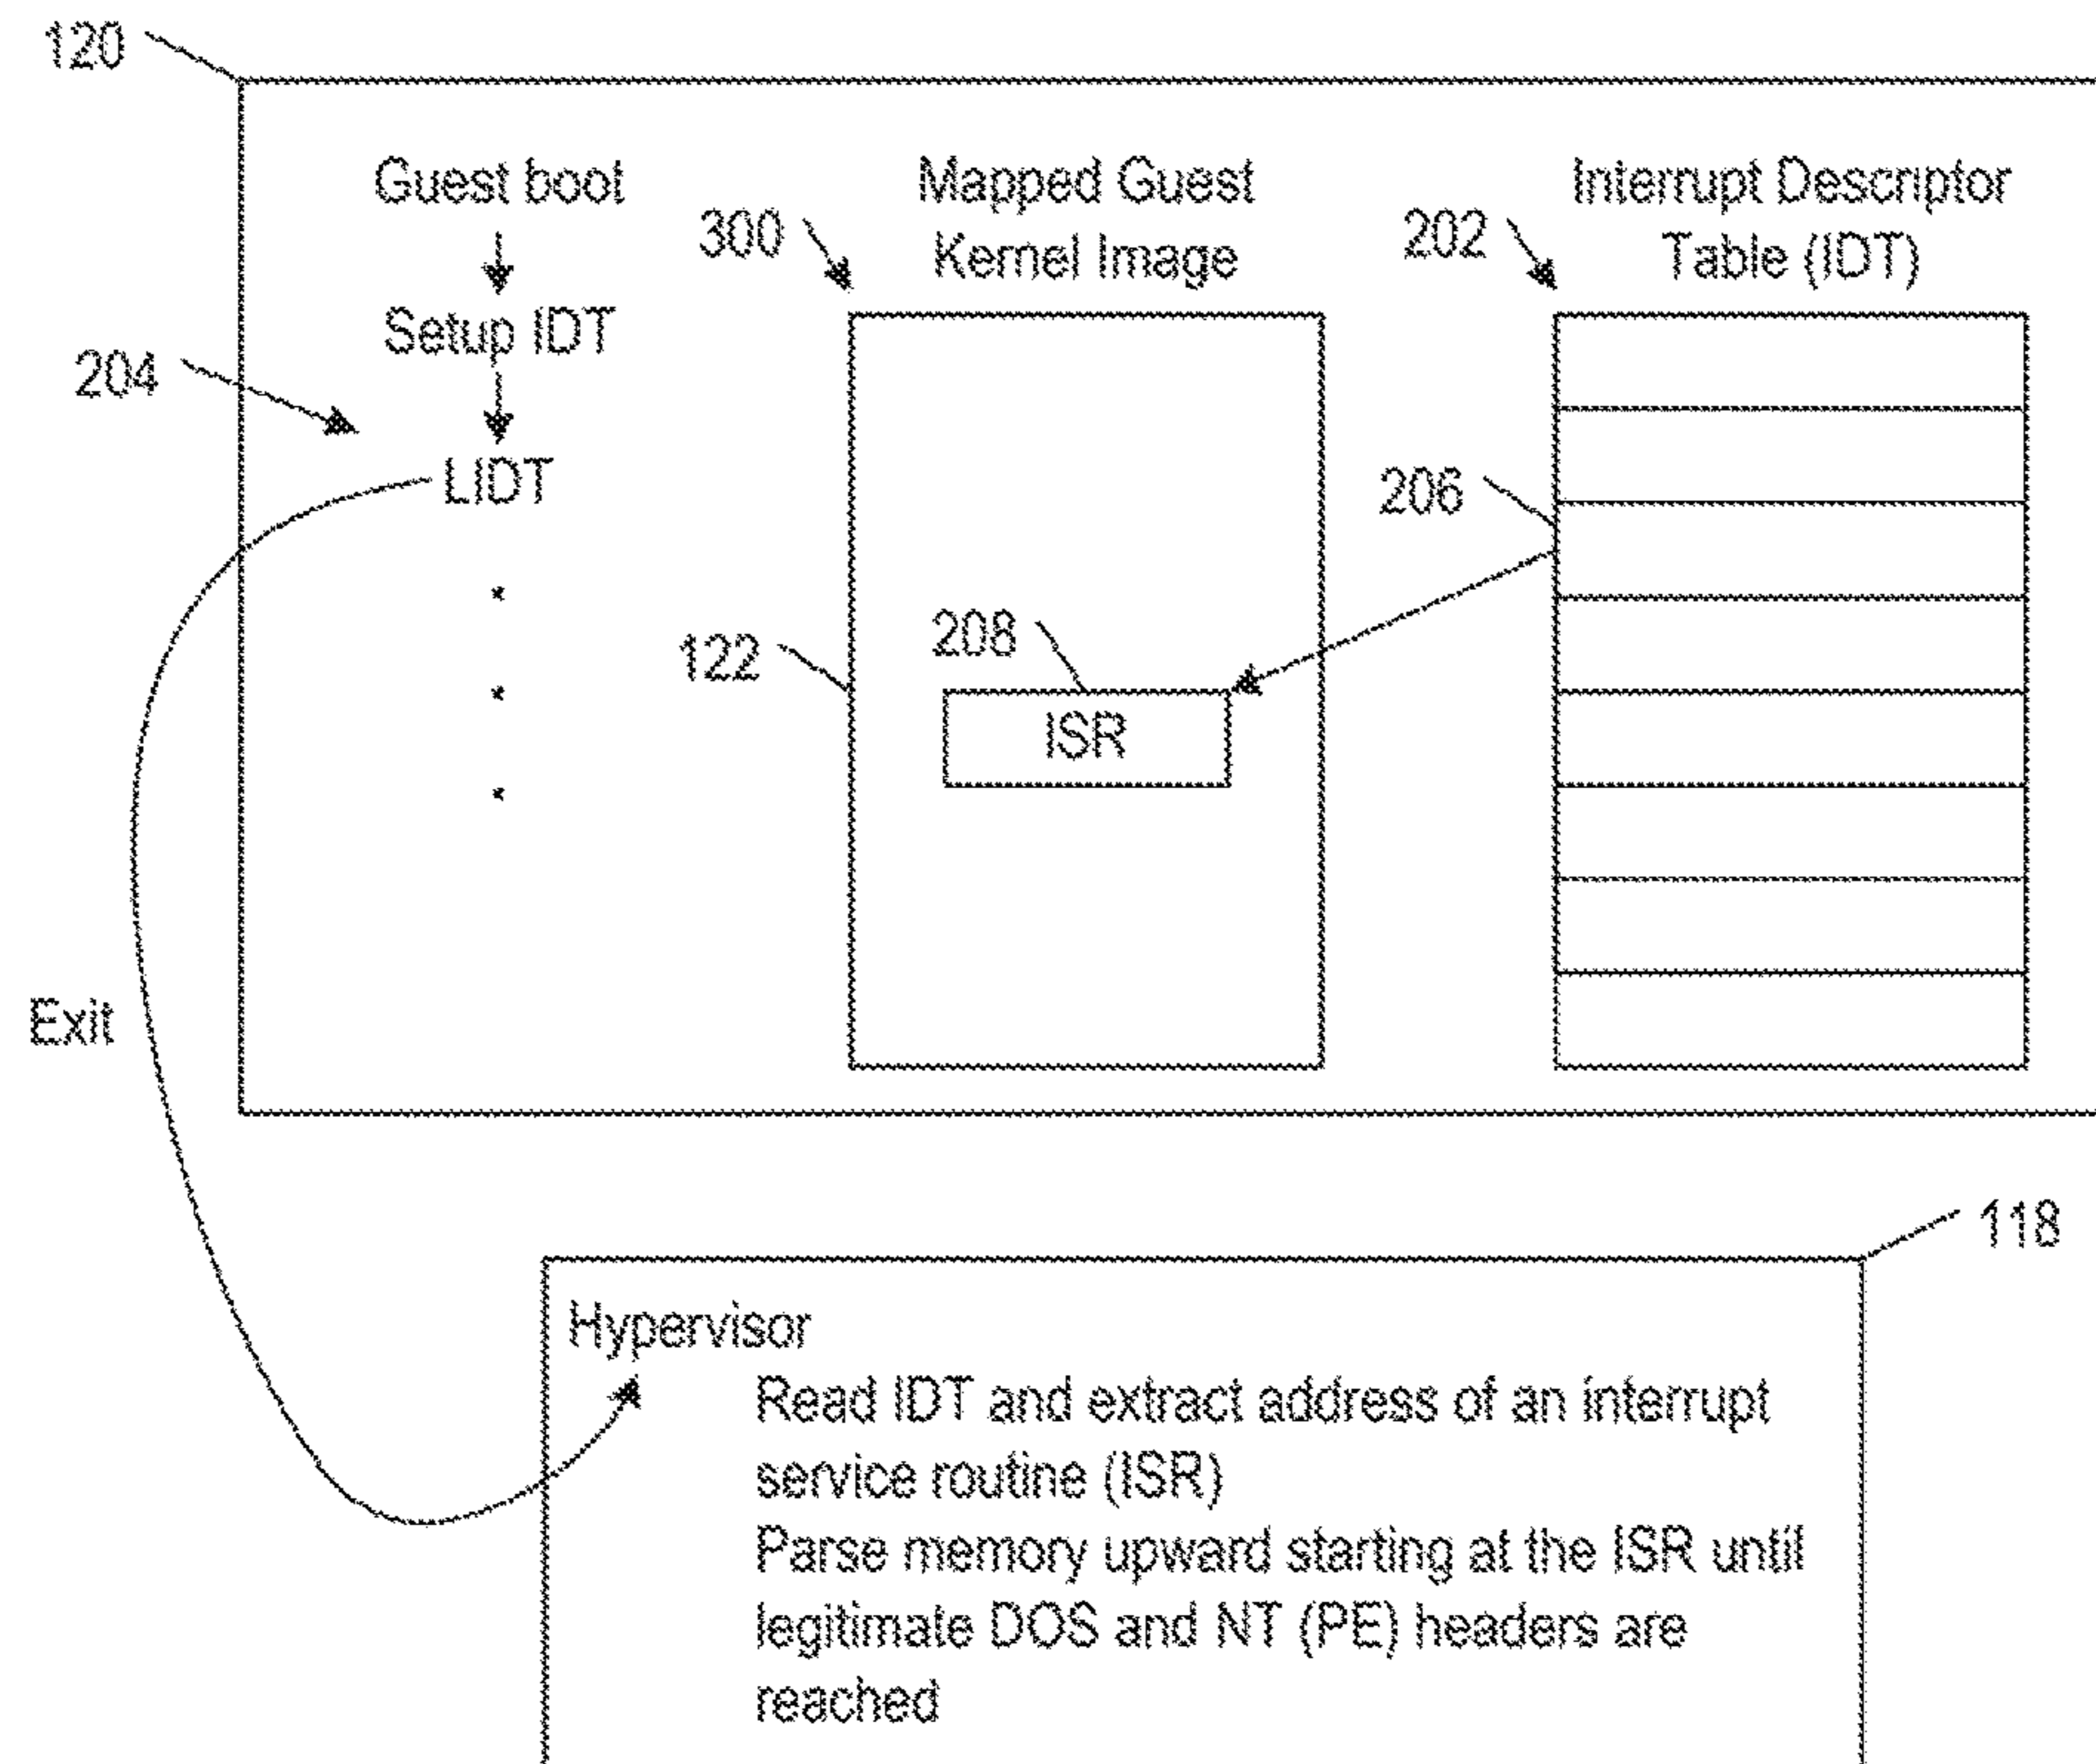 120
Guest boot
Setup IDT
204
LIDT
Exit
Mapped Guest
Kernel Image
300
122
208
ISR
Interrupt Descriptor
Table (IDT)
202
206
118
Hypervisor
Read IDT and extract address of an interrupt
service routine (ISR)
Parse memory upward starting at the ISR until
legitimate DOS and NT (PE) headers are
reached